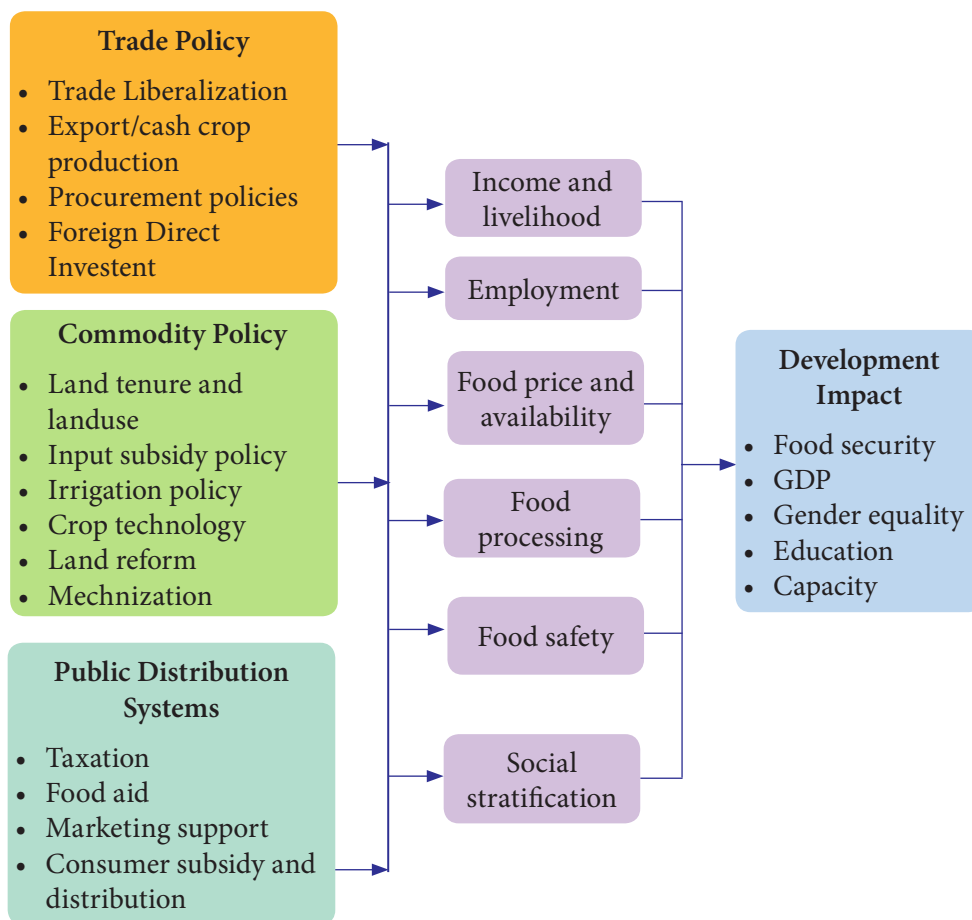 Trade Policy
• Trade Liberalization
• Export/cash crop
production
• Procurement policies
• Foreign Direct
Investent
Commodity Policy
• Land tenure and
landuse
• Input subsidy policy
• Irrigation policy
• Crop technology
• Land reform
• Mechnization
Public Distribution
Systems
• Taxation
• Food aid
• Marketing support
• Consumer subsidy and
distribution
Income and
livelihood
Employment
Food price and
availability
Food
processing
Food safety
Social
stratification
Development
Impact
• Food security
• GDP
• Gender equality
• Education
• Capacity